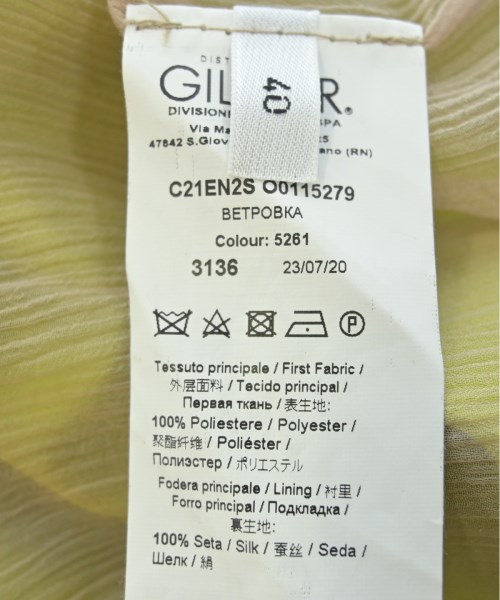 DIST
GIL R®
40
DIVISIONE SPA
Via Ma
47842 S.Giov ano (RN)
C21EN2S O0115279
ВЕТРОВКА
Colour: 5261
3136 23/07/20
P
Tessuto principale / First Fabric /
外层面料 / Tecido principal /
Первая ткань / 表生地:
100% Poliestere / Polyester /
聚酯纤维 / Poliéster /
Полиэстер / ポリエステル
Fodera principale / Lining / 衬里 /
Forro principal / Подкладка /
裏生地:
100% Seta / Silk / 蚕丝 / Seda /
Шелк / 絹